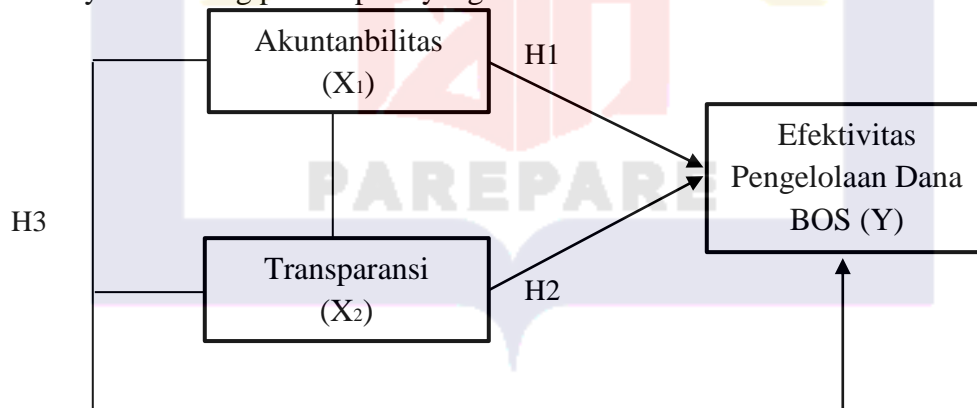 Akuntanbilitas
(X1)
H1
Efektivitas
Pengelolaan Dana
BOS (Y)
PAREPARE
H3
Transparansi
(X2)
H2